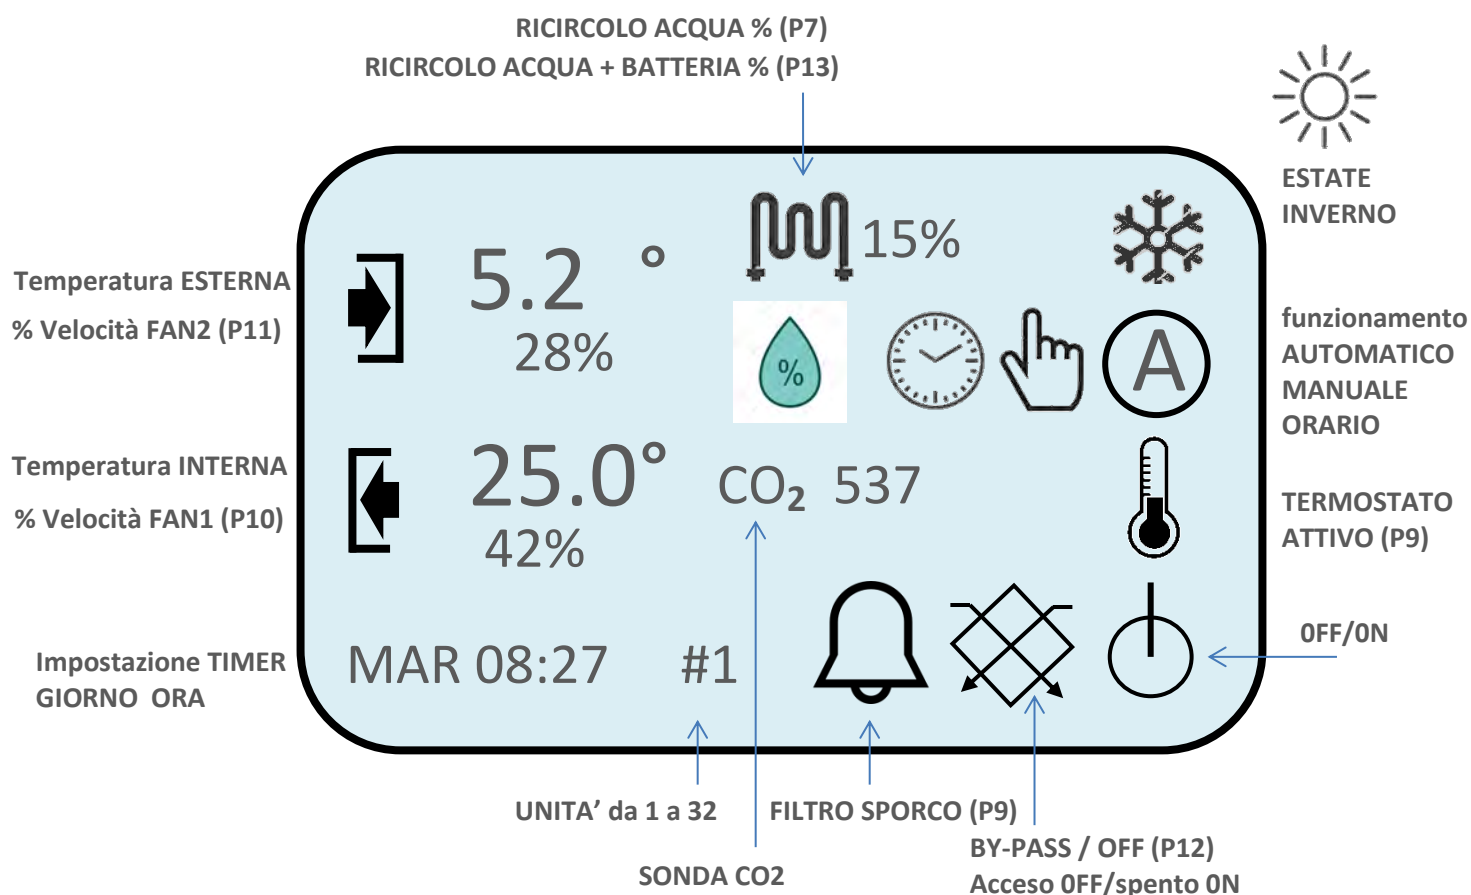 RICIRCOLO ACQUA % (P7)
RICIRCOLO ACQUA + BATTERIA % (P13)
ESTATE
INVERNO
15%
Temperatura ESTERNA
5.2 °
% Velocità FAN2 (P11)
28%
%
A
funzionamento
AUTOMATICO
MANUALE
ORARIO
Temperatura INTERNA
25.0°
CO2 537
% Velocità FAN1 (P10)
42%
TERMOSTATO
ATTIVO (P9)
0FF/0N
Impostazione TIMER
GIORNO ORA
MAR 08:27 #1
UNITA’ da 1 a 32
FILTRO SPORCO (P9)
SONDA CO2
BY-PASS / OFF (P12)
Acceso 0FF/spento 0N